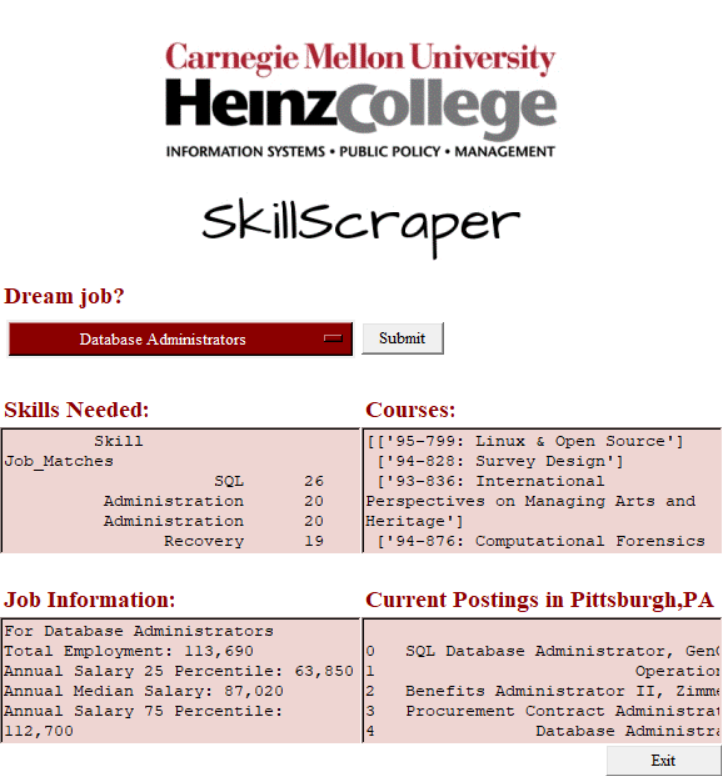 Carnegie Mellon University
HeinzCollege
INFORMATION SYSTEMS • PUBLIC POLICY • MANAGEMENT
SkillScraper
Dream job?
Database Administrators
Submit
Skills Needed:
Skill
Job_Matches
SQL 26
Administration 20
Administration 20
Recovery 19
Courses:
[['95-799: Linux & Open Source']
['94-828: Survey Design']
['93-836: International
Perspectives on Managing Arts and
Heritage']
['94-876: Computational Forensics
Job Information:
For Database Administrators
Total Employment: 113,690
Annual Salary 25 Percentile: 63,850
Annual Median Salary: 87,020
Annual Salary 75 Percentile:
112,700
Current Postings in Pittsburgh,PA
0 SQL Database Administrator,
1
2 Benefits Administrator II,
3 Procurement Contract
4 Database
Exit